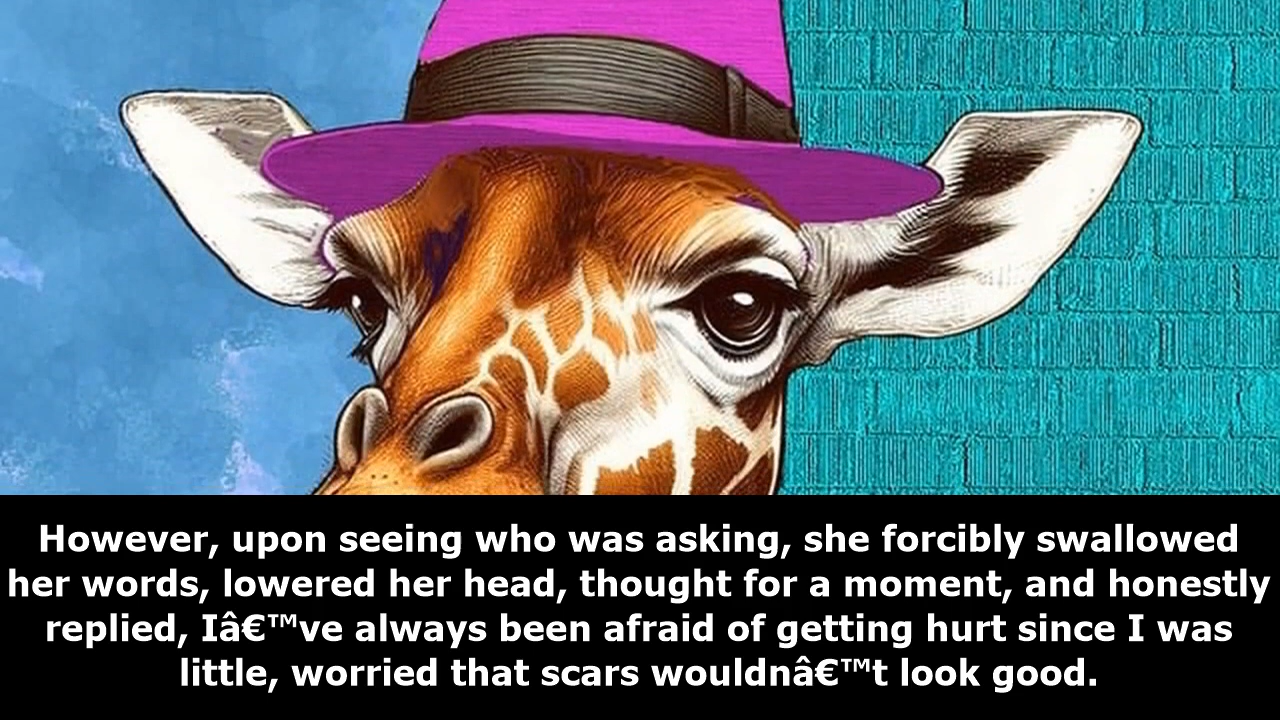 However, upon seeing who was asking, she forcibly swallowed
her words, lowered her head, thought for a moment, and honestly
replied, Iâ€™ve always been afraid of getting hurt since I was
little, worried that scars wouldnâ€™t look good.